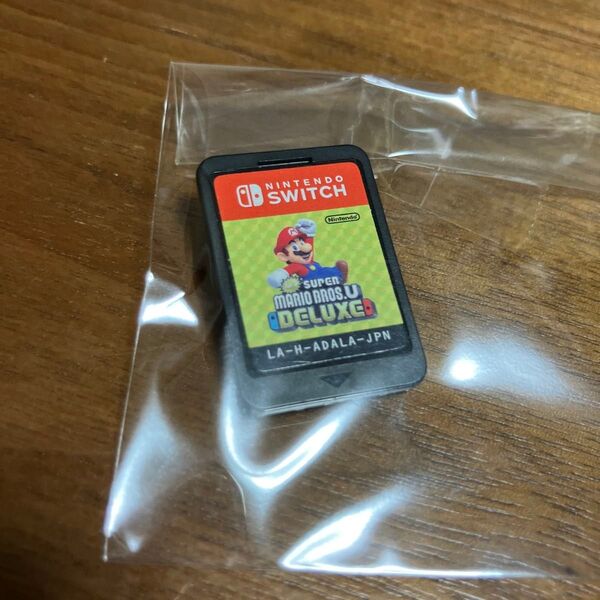 NINTENDO
SWITCH
Nintendo
NEW
SUPER
MARIO BROS.U
DELUXE
LA-H-ADALA-JPN